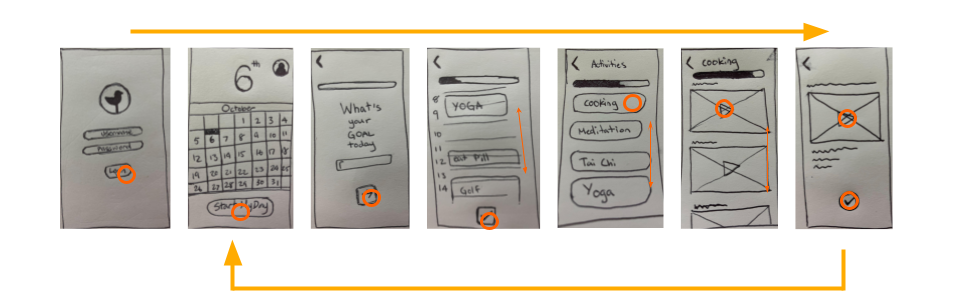 username
password
Login
6th
October
1 2 3 4
5 6 7 8 9 10 11
12 13 14 15 16 17 18
19 20 21 22 23 24 25
26 27 28 29 30 31
Start My Day
What's
your
GOAL
today
8
YOGA
9
10
11
12 Eat Pill
13
14 Golf
Activities
Cooking
Meditation
Tai Chi
Yoga
Cooking